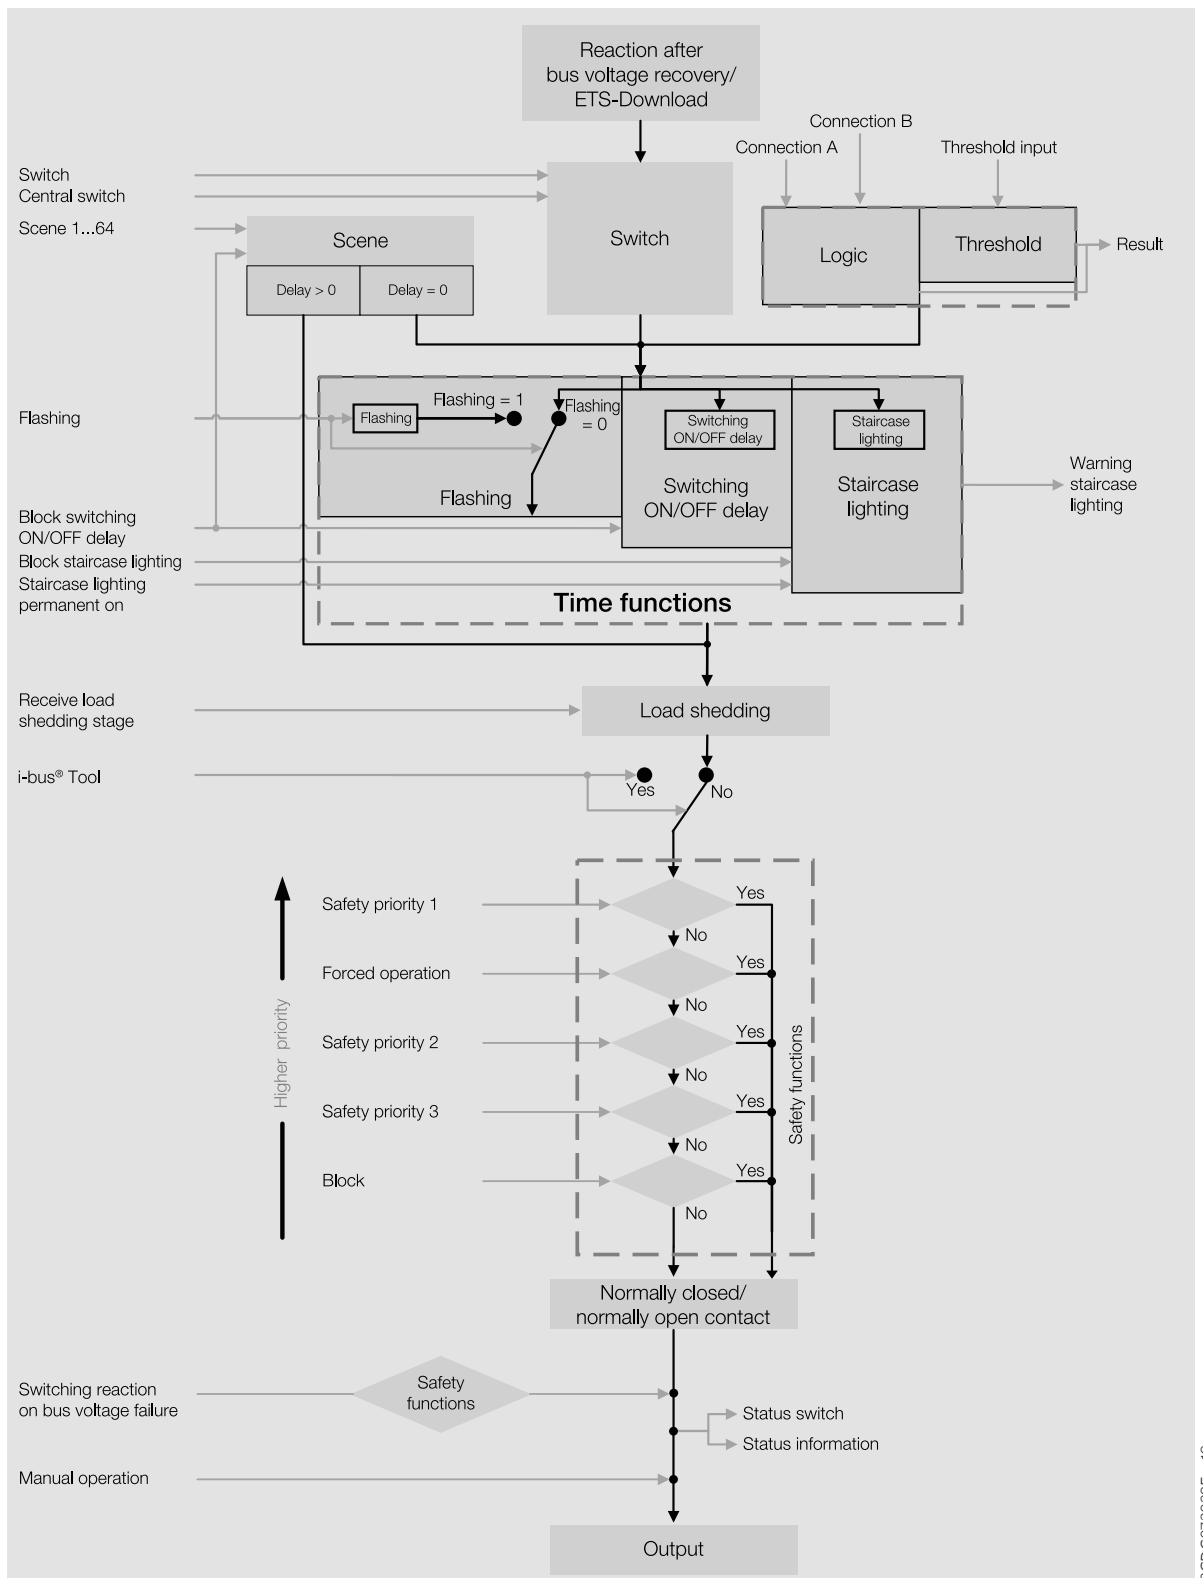 Reaction after
bus voltage recovery/
ETS-Download
Connection B
Connection A
Threshold input
Switch
Central switch
Scene 1...64
Scene
Switch
Logic
Threshold
Result
Delay > 0
Delay = 0
Flashing
Flashing
Flashing = 1
Flashing
= 0
Switching
ON/OFF delay
Staircase
lighting
Flashing
Switching
ON/OFF delay
Staircase
lighting
Warning
staircase
lighting
Block switching
ON/OFF delay
Block staircase lighting
Staircase lighting
permanent on
Time functions
Receive load
shedding stage
Load shedding
i-bus® Tool
Yes
No
Safety priority 1
Yes
No
Forced operation
Yes
No
Safety priority 2
Yes
No
Safety priority 3
Yes
No
Block
Yes
No
Higher priority
Safety functions
Normally closed/
normally open contact
Switching reaction
on bus voltage failure
Safety
functions
Status switch
Status information
Manual operation
Output